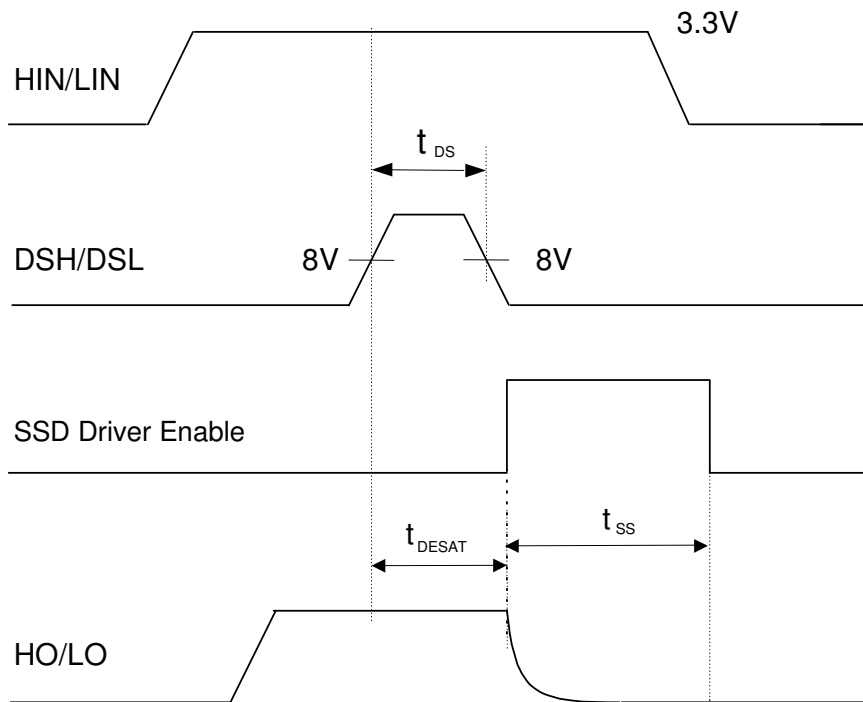 3.3V
HIN/LIN
t DS
DSH/DSL
8V
8V
SSD Driver Enable
t DESAT
t SS
HO/LO